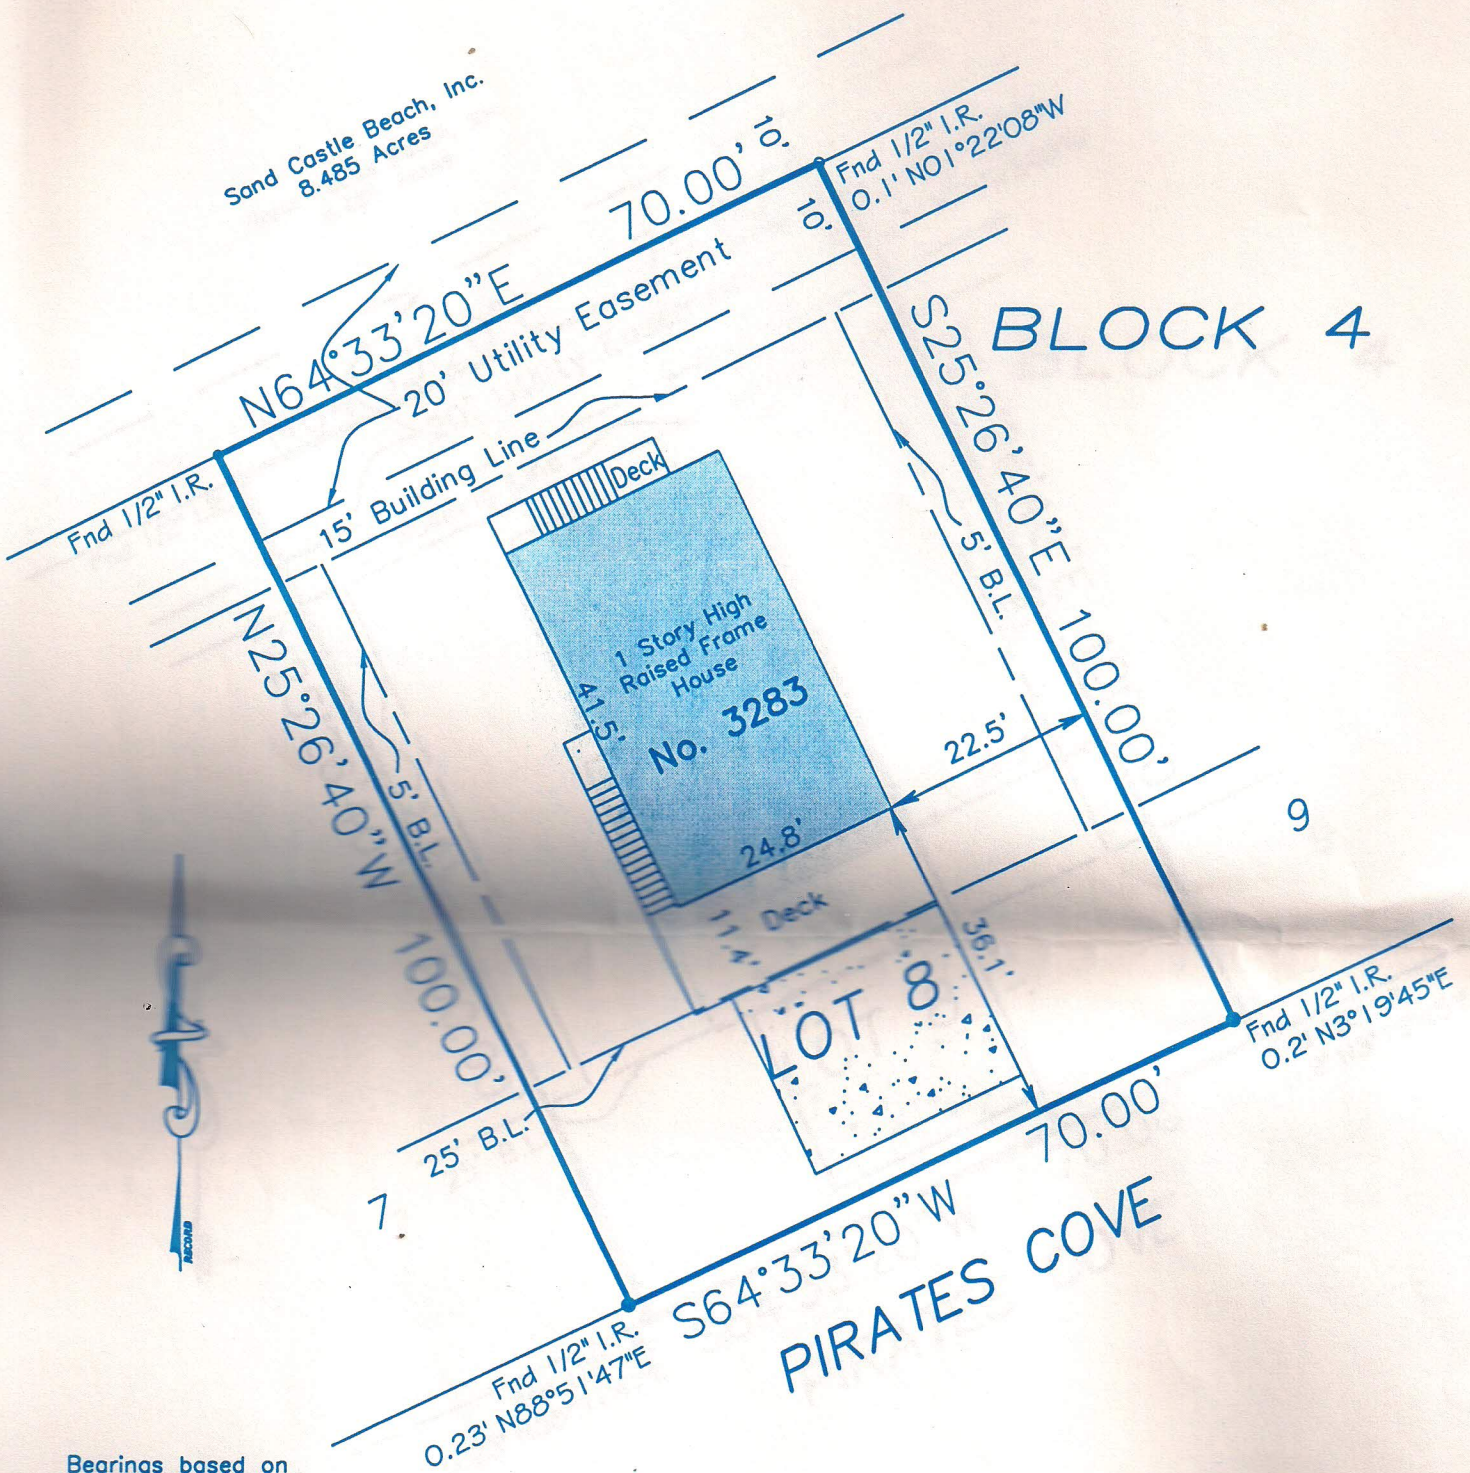 Sand Castle Beach, Inc.
8.485 Acres
10'
70.00'
Fnd 1/2" I.R.
0.1' N01°22'08"W
10'
N64°33'20"E
20' Utility Easement
BLOCK 4
S25°26'40"E 100.00'
Fnd 1/2" I.R.
15' Building Line
Deck
5' B.L.
N25°26'40"W 100.00'
1 Story High
Raised Frame
House
No. 3283
41.5'
22.5'
5' B.L.
24.8'
9
Deck
11.4'
36.1'
LOT 8
Fnd 1/2" I.R.
0.2' N3°19'45"E
25' B.L.
7
70.00'
RECORD
S64°33'20"W
PIRATES COVE
Fnd 1/2" I.R.
0.23' N88°51'47"E
Bearings based on